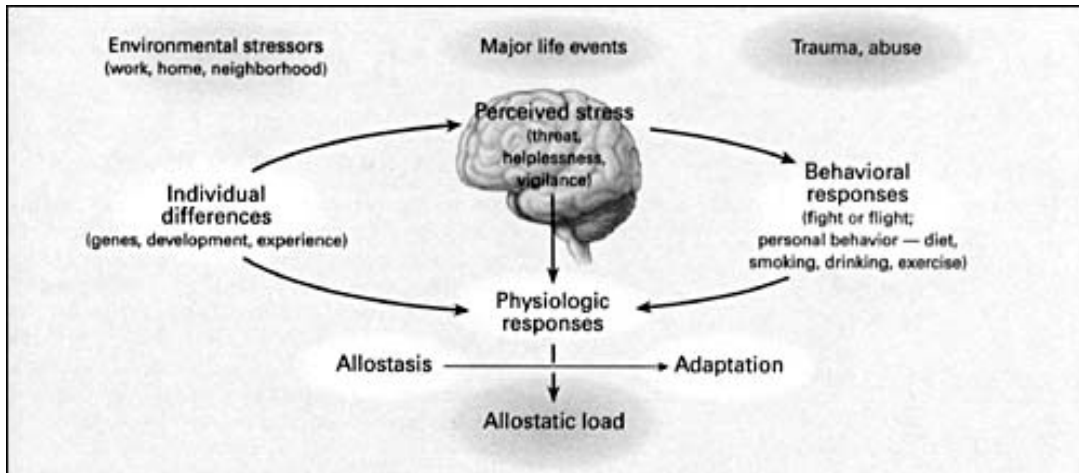 Environmental stressors
(work, home, neighborhood)
Major life events
Trauma, abuse
Perceived stress
(threat,
helplessness,
vigilance)
Individual
differences
(genes, development, experience)
Behavioral
responses
(fight or flight;
personal behavior — diet,
smoking, drinking, exercise)
Physiologic
responses
Allostasis
Adaptation
Allostatic load